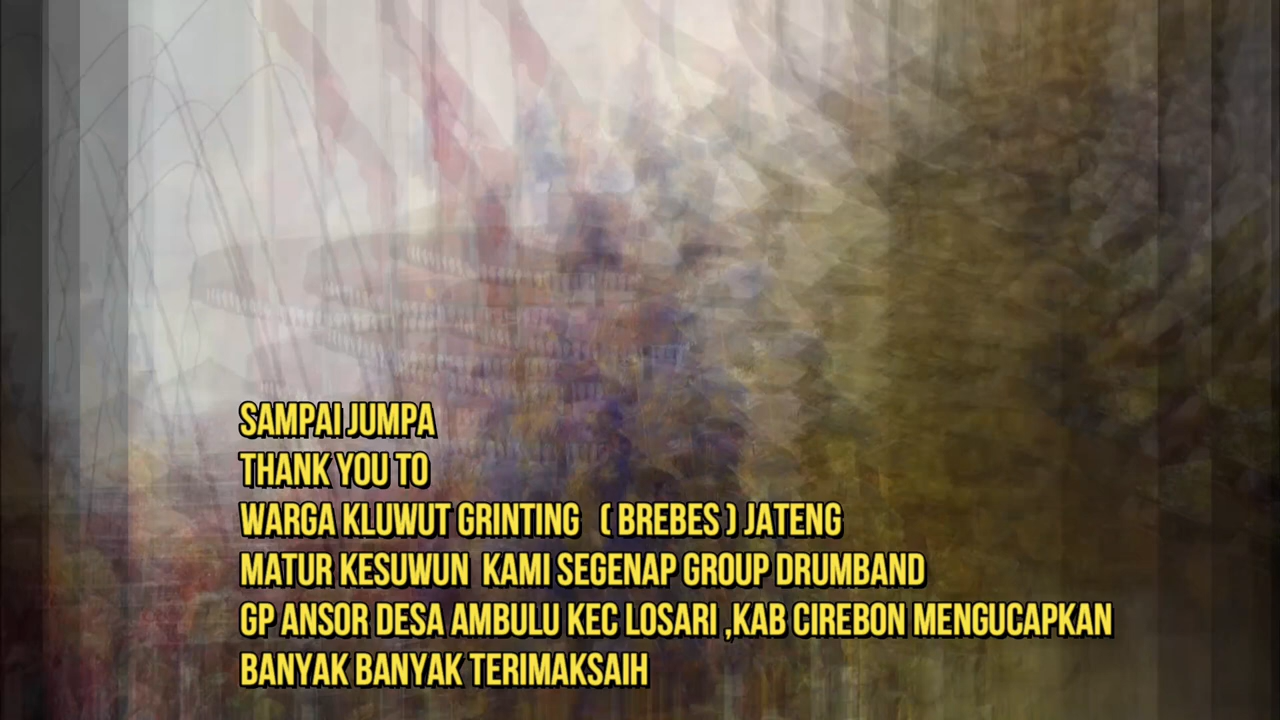 SAMPAI JUMPA
THANK YOU TO
WARGA KLUWUT GRINTING ( BREBES ) JATENG
MATUR KESUWUN KAMI SEGENAP GROUP DRUMBAND
GP ANSOR DESA AMBULU KEC LOSARI ,KAB CIREBON MENGUCAPKAN
BANYAK BANYAK TERIMAKSAIH